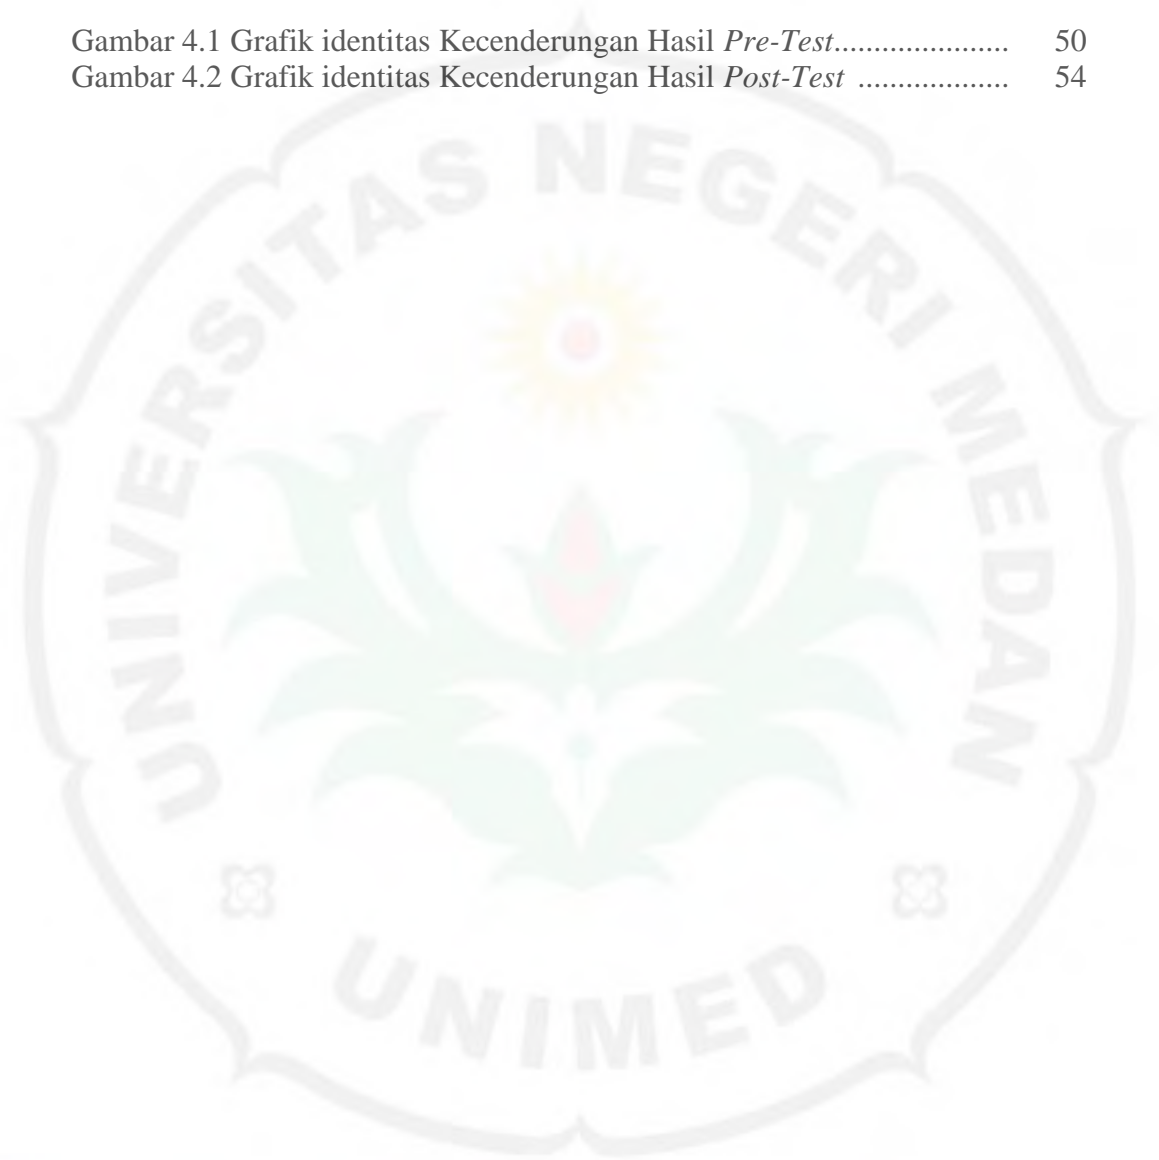 Gambar 4.1 Grafik identitas Kecenderungan Hasil Pre-Test...................... 50
Gambar 4.2 Grafik identitas Kecenderungan Hasil Post-Test ................... 54
UNIVERSITAS NEGERI MEDAN
UNIMED